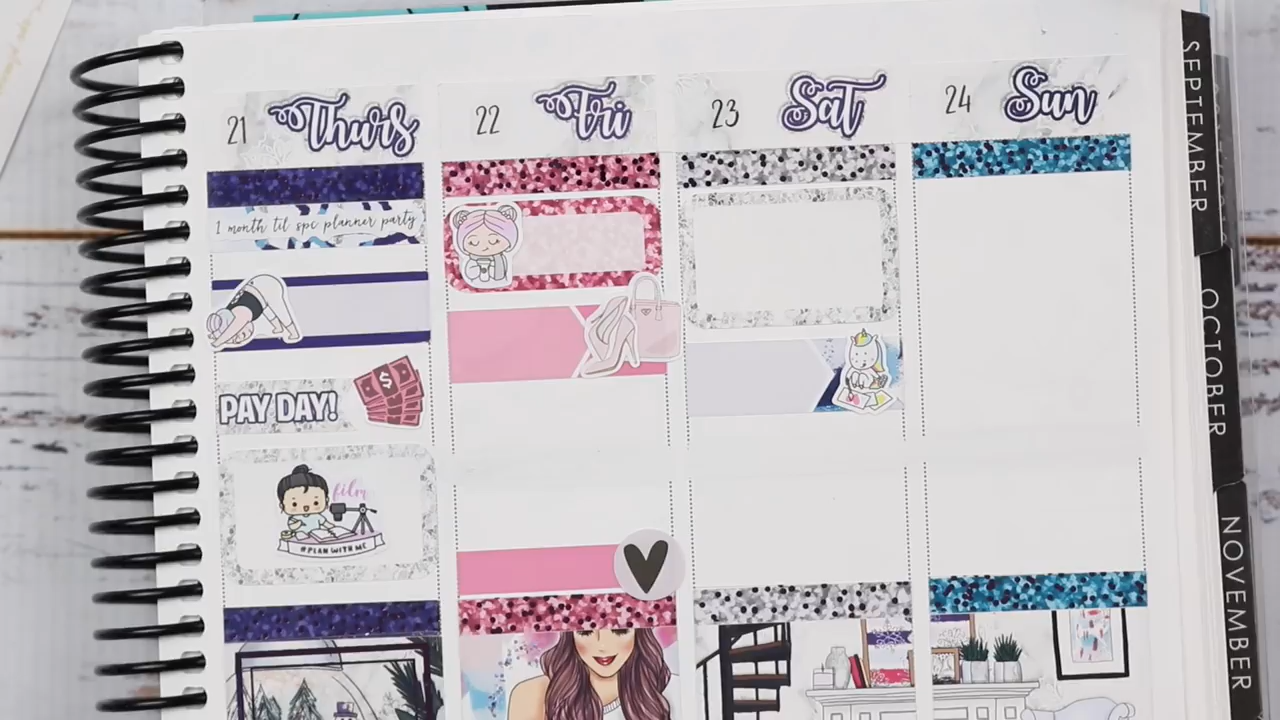 21 Thurs
22 Fri
23 Sat
24 Sun
1 month til spc planner party
PAY DAY!
$
film
#PLAN WITH ME
SEPTEMBER
OCTOBER
NOVEMBER